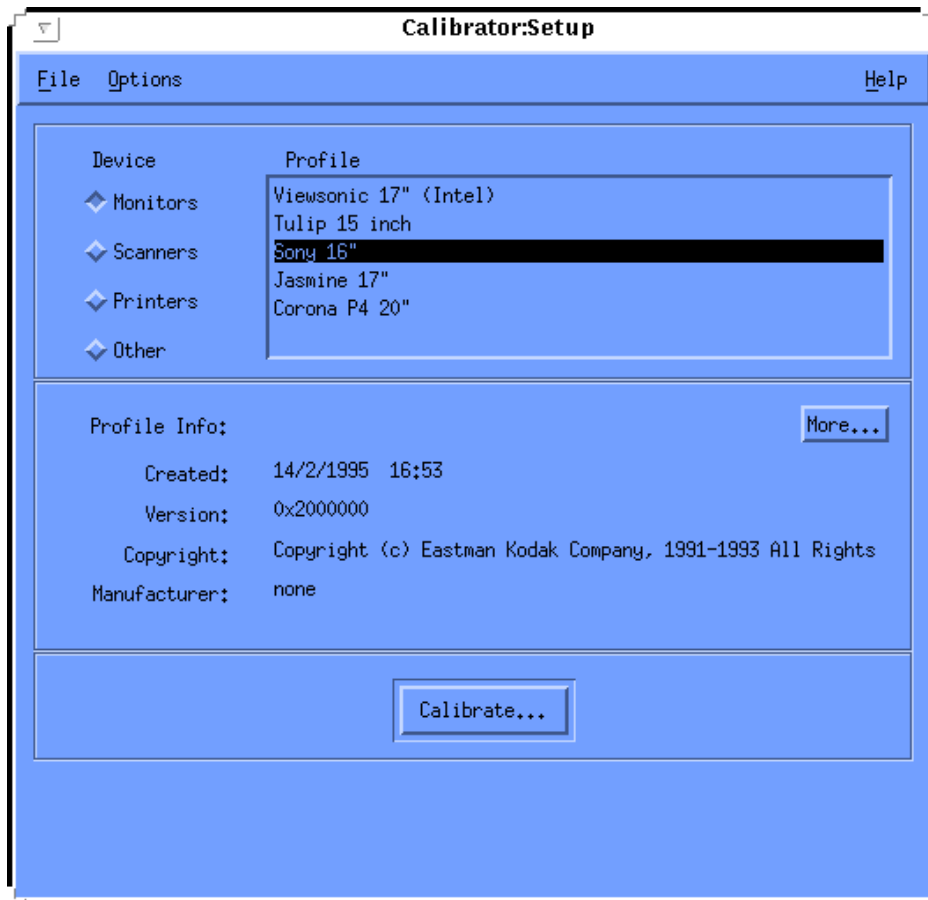 Calibrator:Setup
File Options Help
Device Profile
Monitors
Scanners
Printers
Other
Viewsonic 17" (Intel)
Tulip 15 inch
Sony 16"
Jasmine 17"
Corona P4 20"
Profile Info: More...
Created: 14/2/1995 16:53
Version: 0x2000000
Copyright: Copyright (c) Eastman Kodak Company, 1991-1993 All Rights
Manufacturer: none
Calibrate...